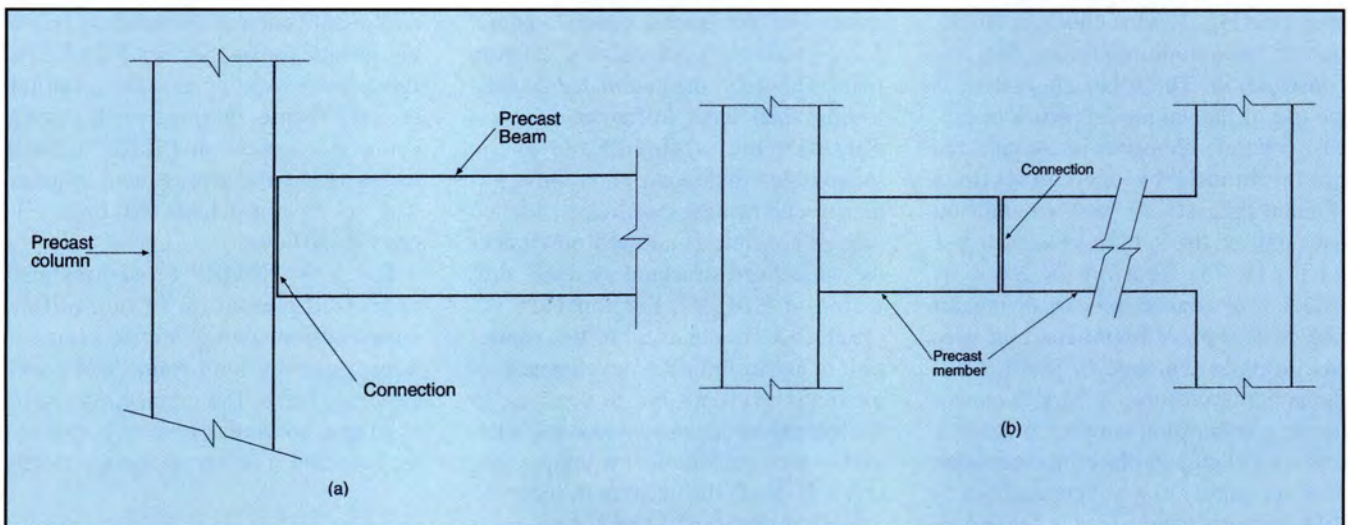 Precast
Beam
Precast
column
Connection
(a)
Connection
Precast
member
(b)